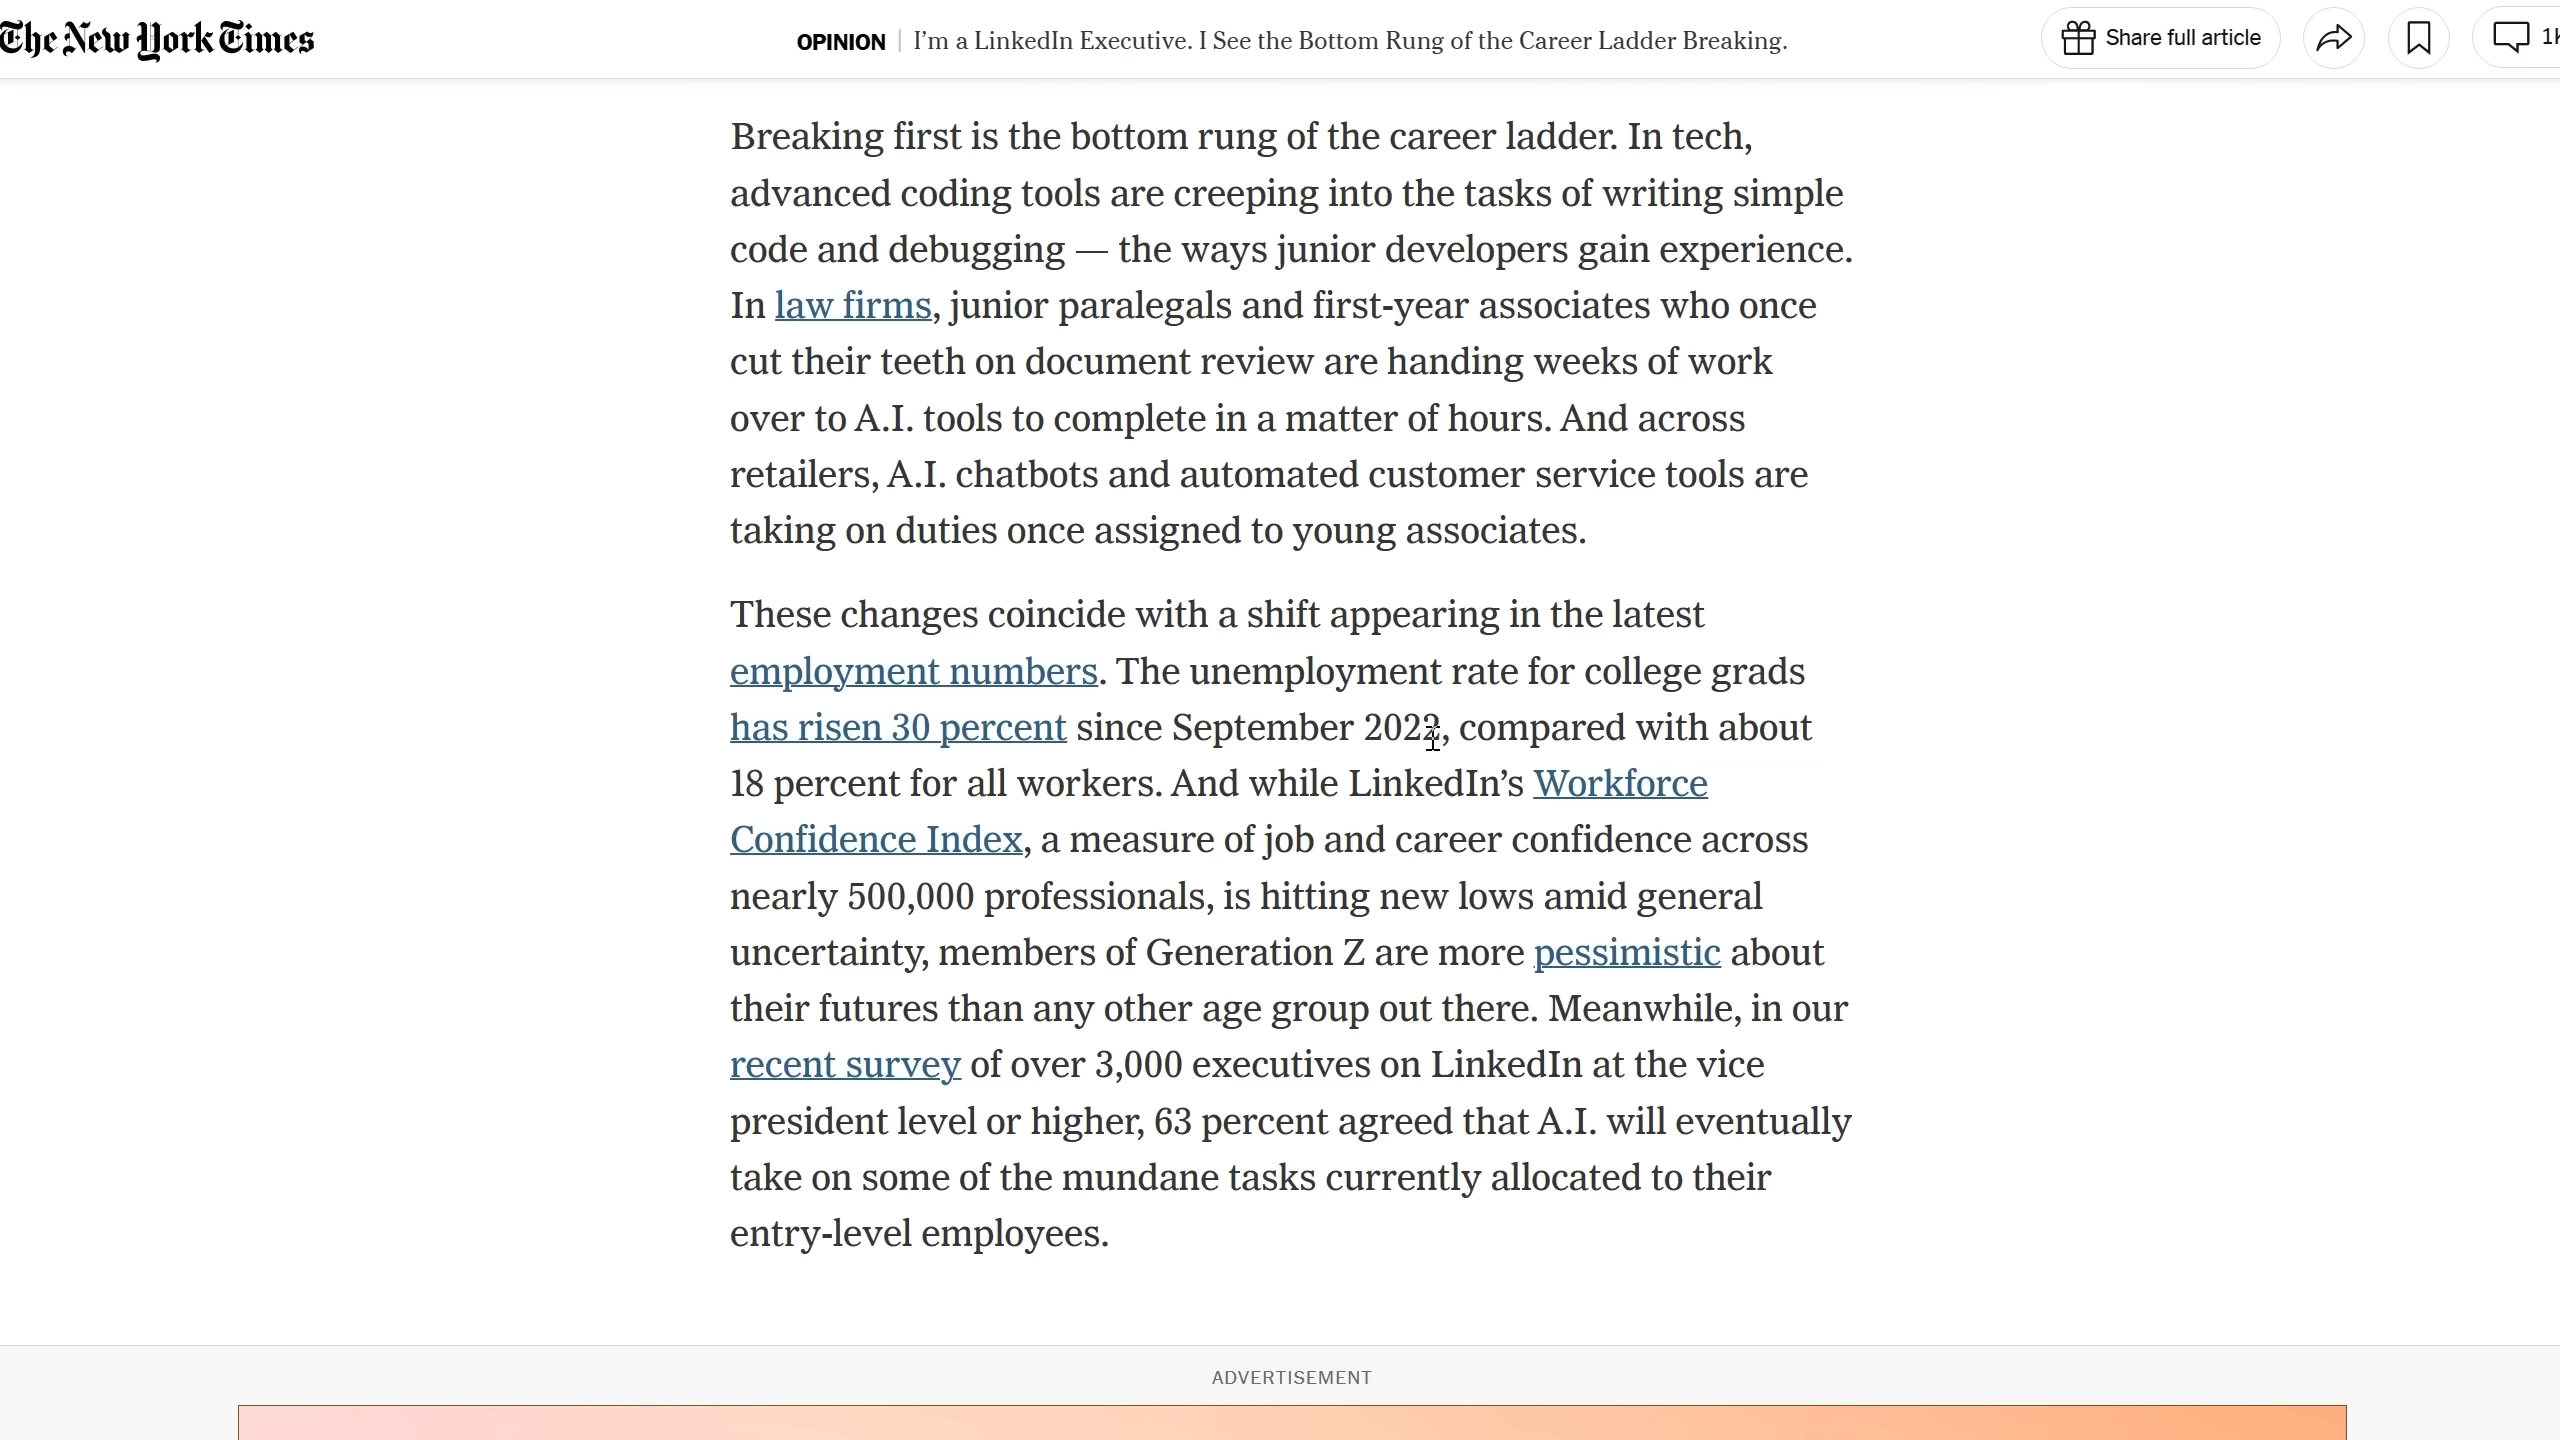 The New York Times
OPINION | I’m a LinkedIn Executive. I See the Bottom Rung of the Career Ladder Breaking.
Share full article
Breaking first is the bottom rung of the career ladder. In tech,
advanced coding tools are creeping into the tasks of writing simple
code and debugging — the ways junior developers gain experience.
In law firms, junior paralegals and first-year associates who once
cut their teeth on document review are handing weeks of work
over to A.I. tools to complete in a matter of hours. And across
retailers, A.I. chatbots and automated customer service tools are
taking on duties once assigned to young associates.
These changes coincide with a shift appearing in the latest
employment numbers. The unemployment rate for college grads
has risen 30 percent since September 2022, compared with about
18 percent for all workers. And while LinkedIn’s Workforce
Confidence Index, a measure of job and career confidence across
nearly 500,000 professionals, is hitting new lows amid general
uncertainty, members of Generation Z are more pessimistic about
their futures than any other age group out there. Meanwhile, in our
recent survey of over 3,000 executives on LinkedIn at the vice
president level or higher, 63 percent agreed that A.I. will eventually
take on some of the mundane tasks currently allocated to their
entry-level employees.
ADVERTISEMENT